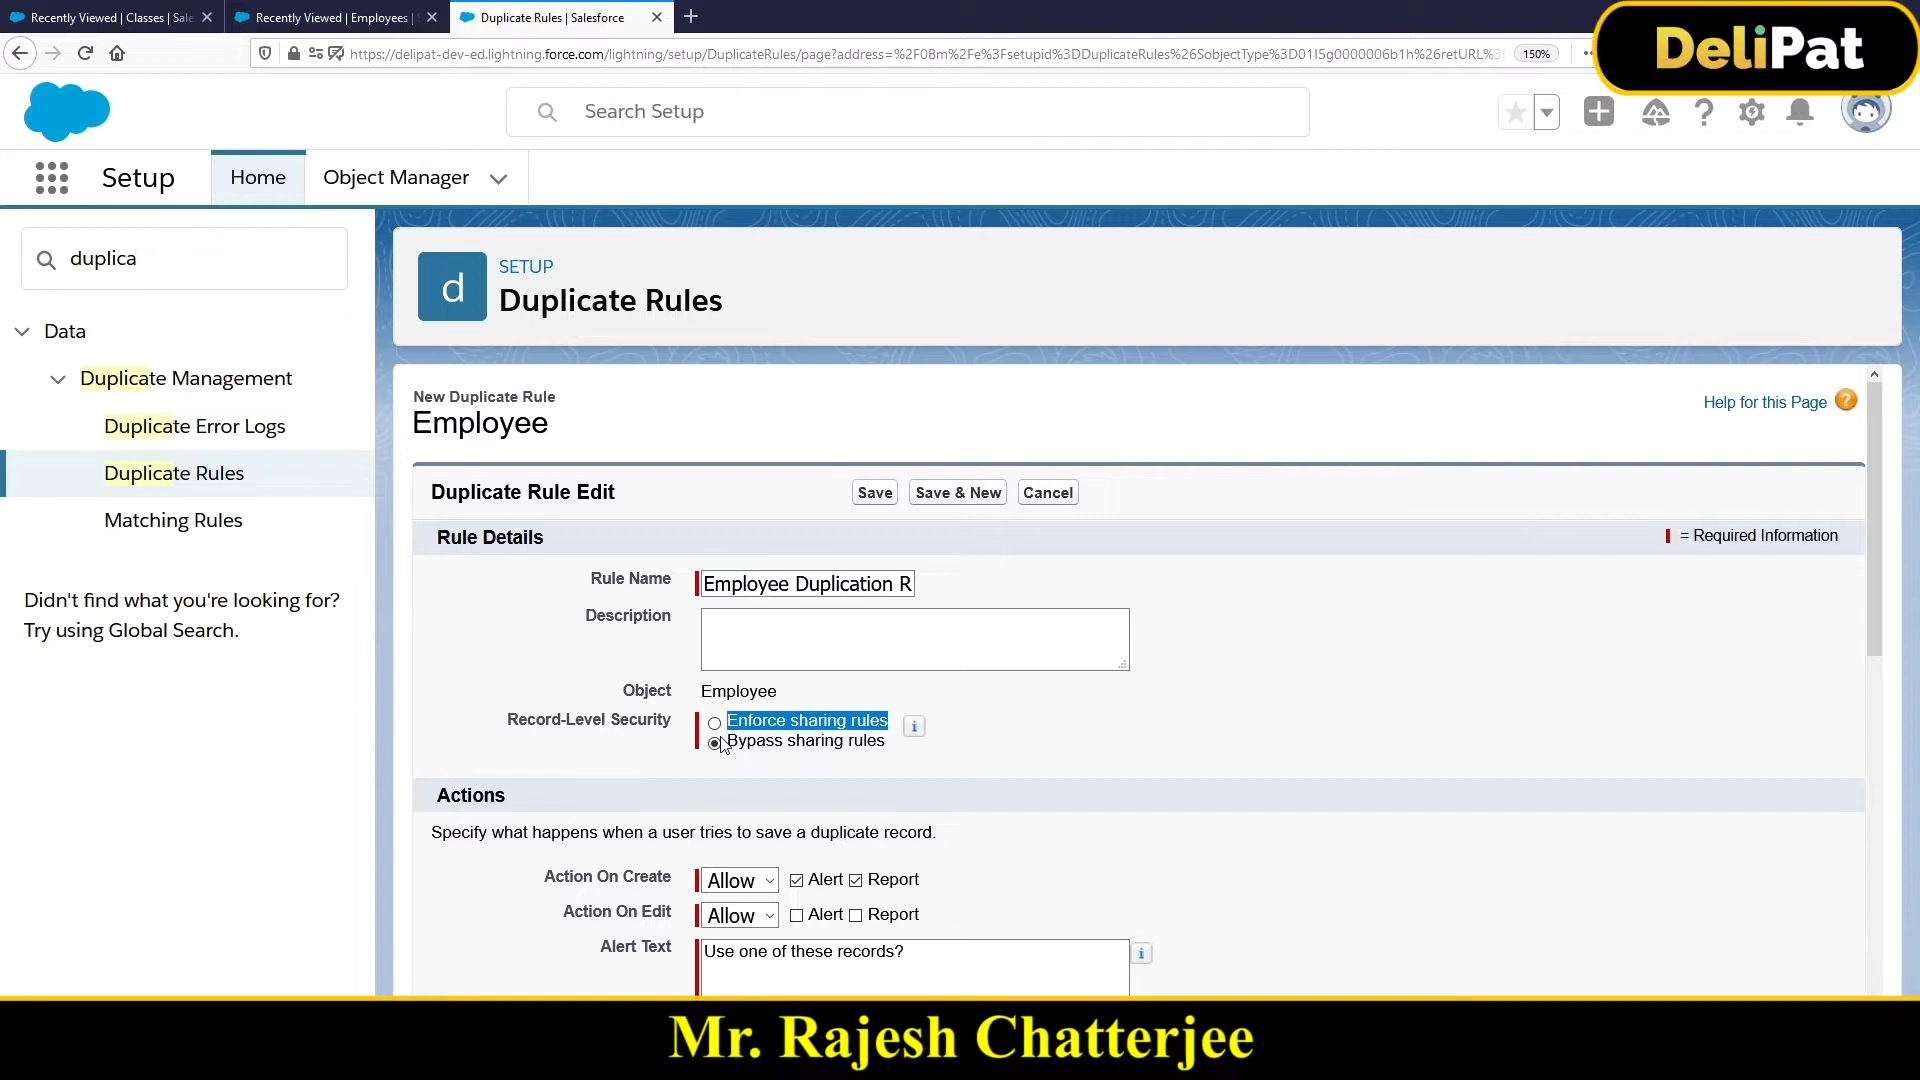 Recently Viewed | Classes | Sale
Recently Viewed | Employees |
Duplicate Rules | Salesforce
https://delipat-dev-ed.lightning.force.com/lightning/setup/DuplicateRules/page?address=%2F0Bm%2Fe%3Fsetupid%3DDuplicateRules%26SobjectType%3D01I5g0000006b1h%26retURL%3
150%
DeliPat
Search Setup
Setup
Home
Object Manager
duplica
Data
Duplicate Management
Duplicate Error Logs
Duplicate Rules
Matching Rules
Didn't find what you're looking for?
Try using Global Search.
d
SETUP
Duplicate Rules
New Duplicate Rule
Employee
Help for this Page
Duplicate Rule Edit
Save
Save & New
Cancel
Rule Details
= Required Information
Rule Name
Employee Duplication R
Description
Object
Employee
Record-Level Security
Enforce sharing rules
Bypass sharing rules
Actions
Specify what happens when a user tries to save a duplicate record.
Action On Create
Allow
Alert
Report
Action On Edit
Allow
Alert
Report
Alert Text
Use one of these records?
Mr. Rajesh Chatterjee